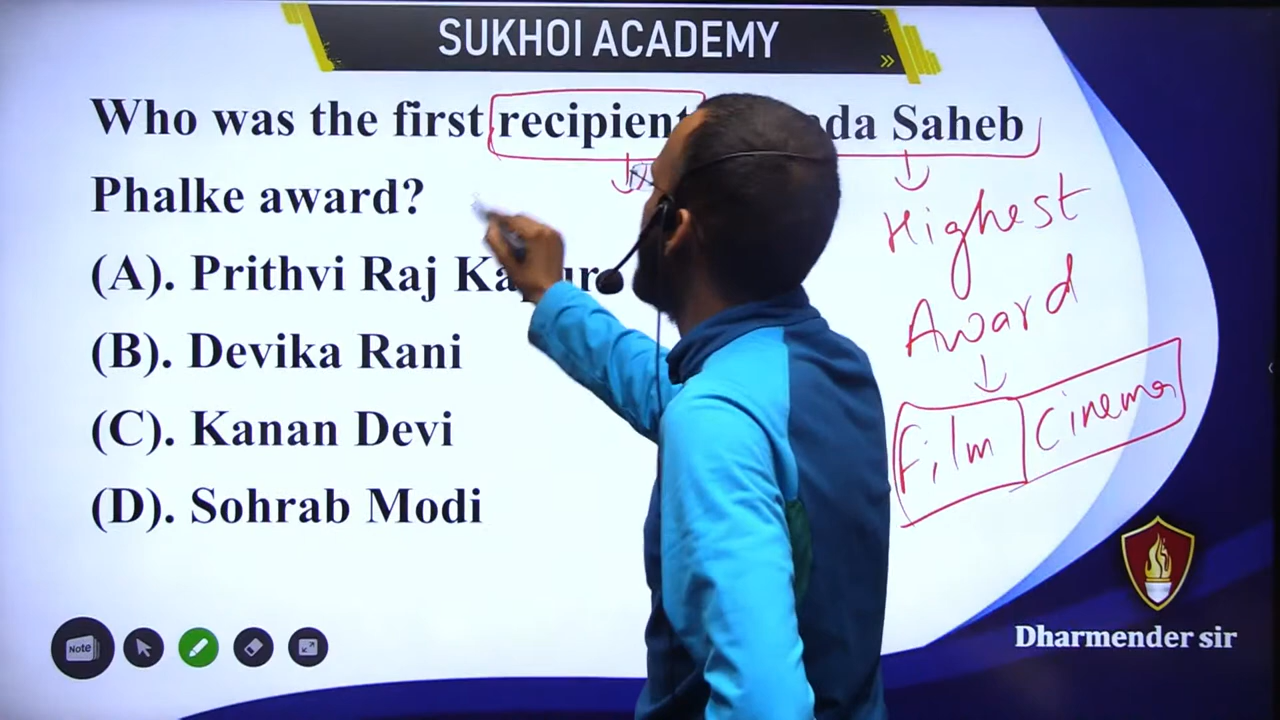 SUKHOI ACADEMY
Who was the first recipient da Saheb
Phalke award?
(A). Prithvi Raj Kapur
(B). Devika Rani
(C). Kanan Devi
(D). Sohrab Modi
Highest
Award
Film Cinema
Note
Dharmender sir